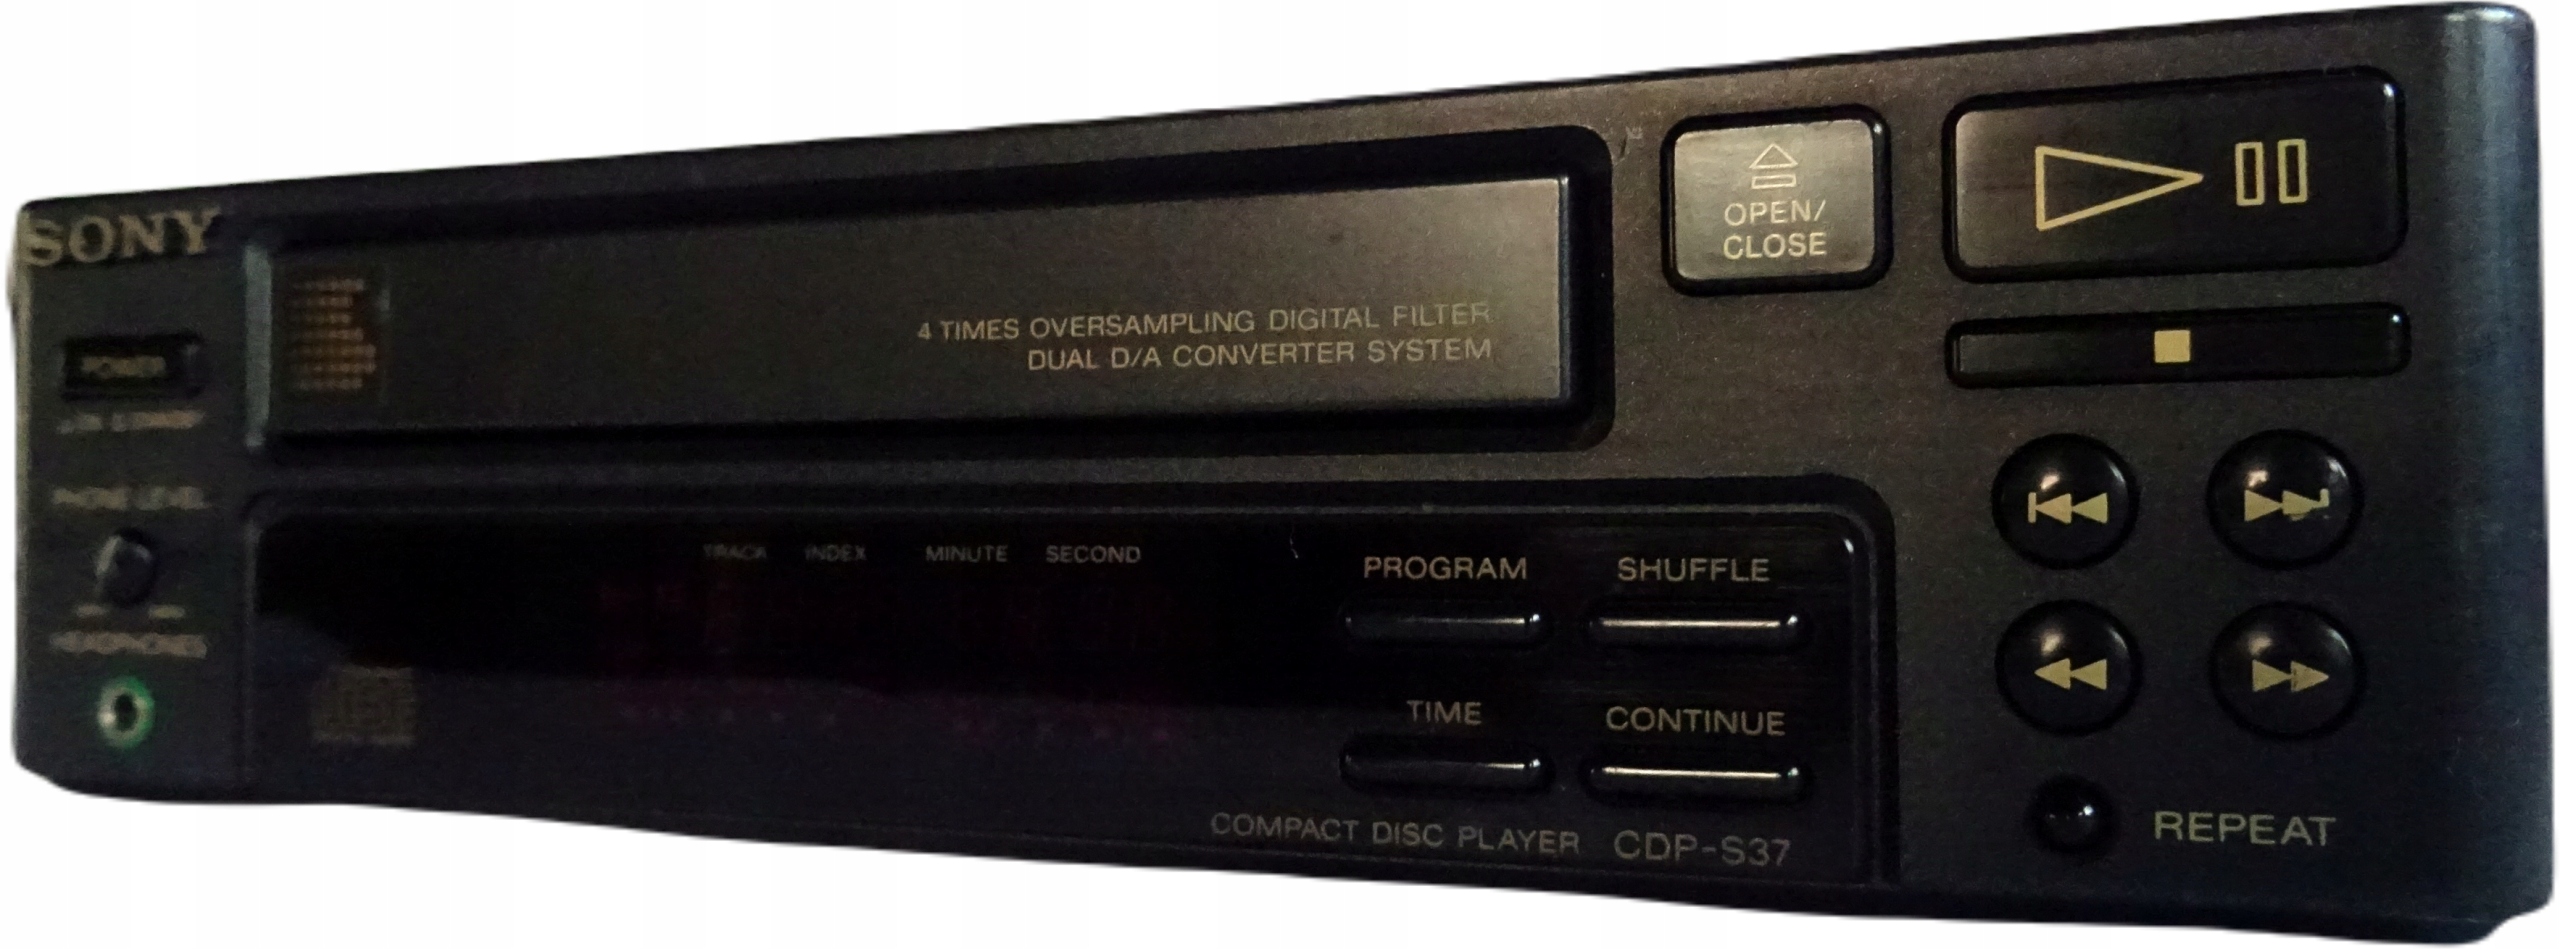 SONY
POWER
PHONE LEVEL
HEADPHONES
4 TIMES OVERSAMPLING DIGITAL FILTER
DUAL D/A CONVERTER SYSTEM
OPEN/
CLOSE
TRACK INDEX MINUTE SECOND
PROGRAM SHUFFLE
TIME CONTINUE
COMPACT DISC PLAYER CDP-S37
REPEAT